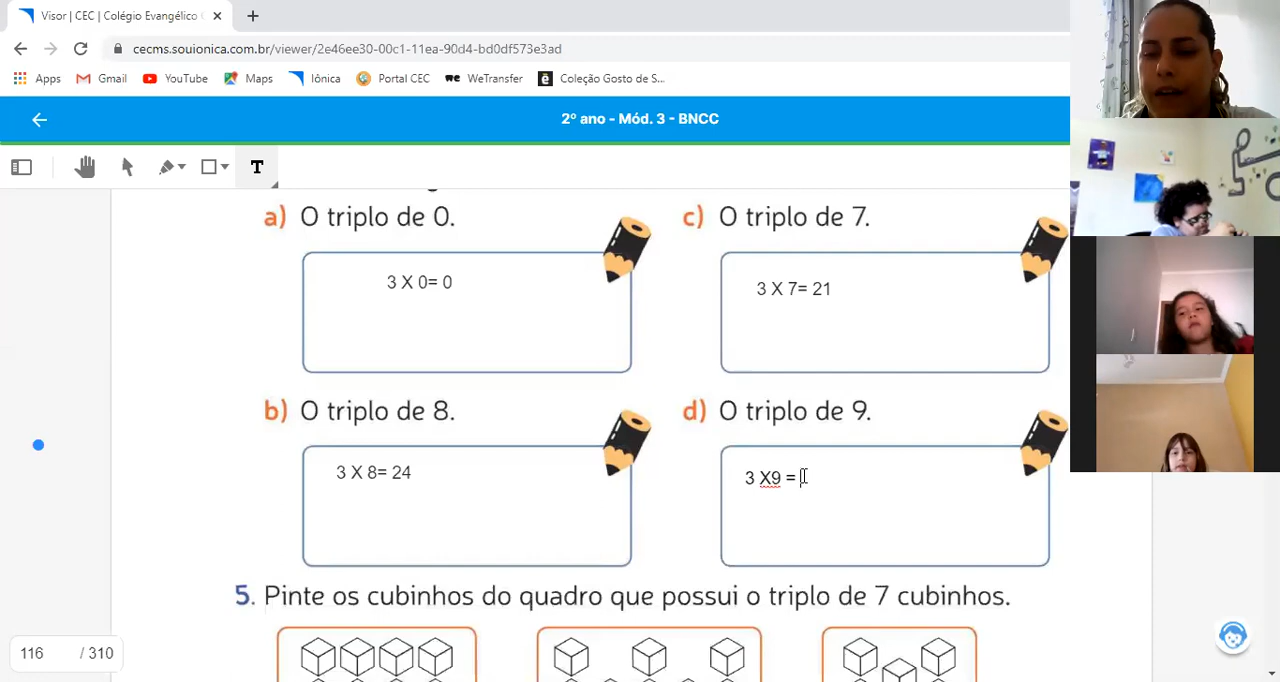 Visor | CEC | Colégio Evangélico
cecms.souionica.com.br/viewer/2e46ee30-00c1-11ea-90d4-bd0df573e3ad
Apps Gmail YouTube Maps Iônica Portal CEC WeTransfer Coleção Gosto de S...
2º ano - Mód. 3 - BNCC
T
a) O triplo de 0.
3 X 0= 0
c) O triplo de 7.
3 X 7= 21
b) O triplo de 8.
3 X 8= 24
d) O triplo de 9.
3 X9 =
5. Pinte os cubinhos do quadro que possui o triplo de 7 cubinhos.
116 / 310